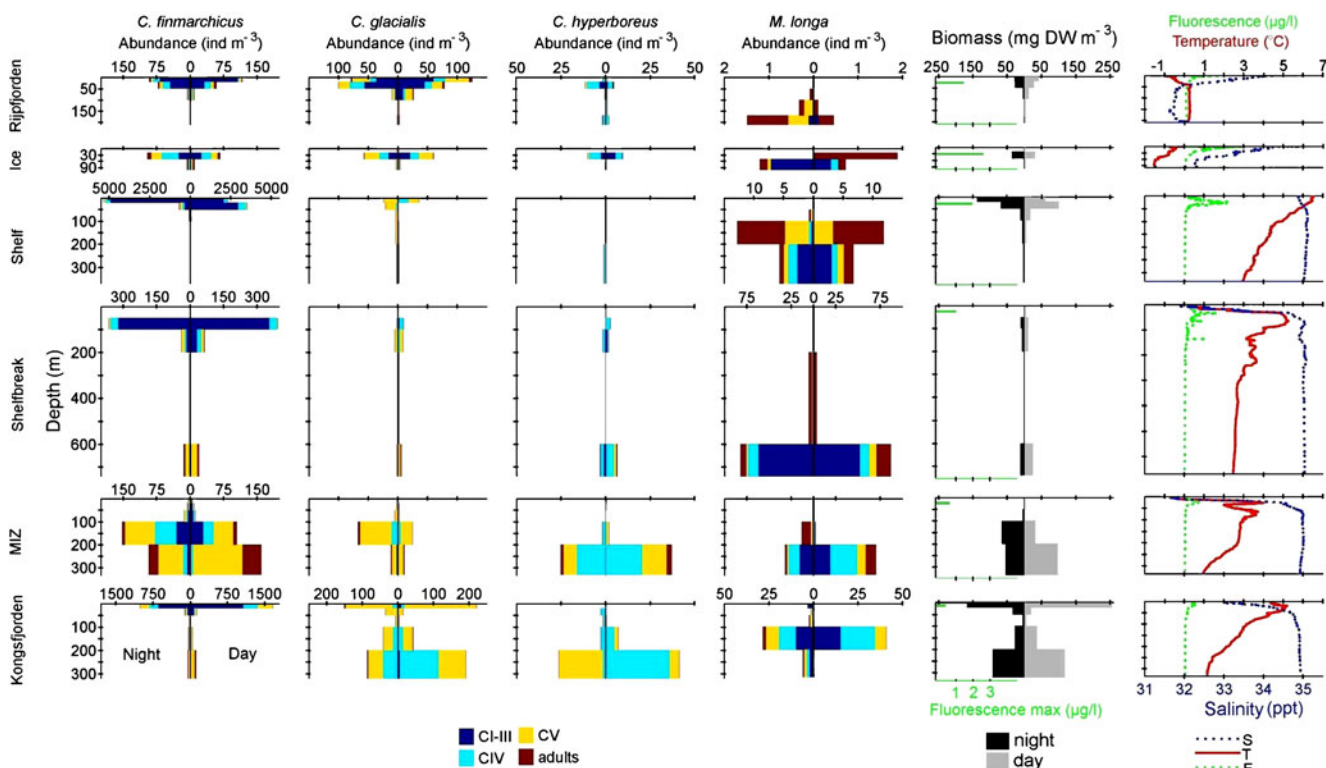 C. finmarchicus C. glacialis C. hyperboreus M. longa Fluorescence (µg/l)
Abundance (ind m⁻³) Abundance (ind m⁻³) Abundance (ind m⁻³) Abundance (ind m⁻³) Biomass (mg DW m⁻³) Temperature (°C)
150 75 0 75 150 100 50 0 50 100 50 0 50 2 1 0 1 2 250 150 50 50 150 250 -1 1 3 5 7
Rijpfjorden
50
150
Ice
30
90
5000 2500 0 2500 5000 10 5 0 5 10
Shelf
100
200
300
300 150 0 150 300 75 25 0 25 75
Shelfbreak
Depth (m)
200
400
600
150 75 0 75 150
MIZ
100
200
300
1500 750 0 750 1500 200 100 0 100 200 50 25 0 25 50
Kongsfjorden
100
200
300
Night Day
1 2 3 31 32 33 34 35
Fluorescence max (µg/l) Salinity (ppt)
CI-III CV night S
CIV adults day T
F